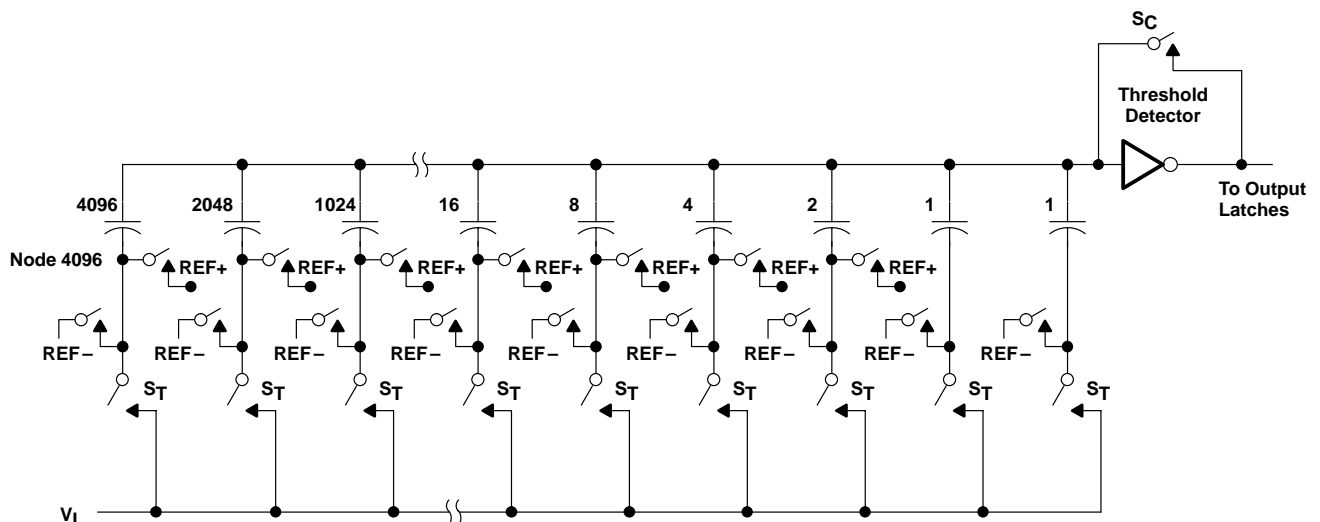 SC
Threshold
Detector
To Output
Latches
4096
2048
1024
16
8
4
2
1
1
Node 4096
REF+
REF+
REF+
REF+
REF+
REF+
REF+
REF−
REF−
REF−
REF−
REF−
REF−
REF−
REF−
REF−
ST
ST
ST
ST
ST
ST
ST
ST
ST
VI